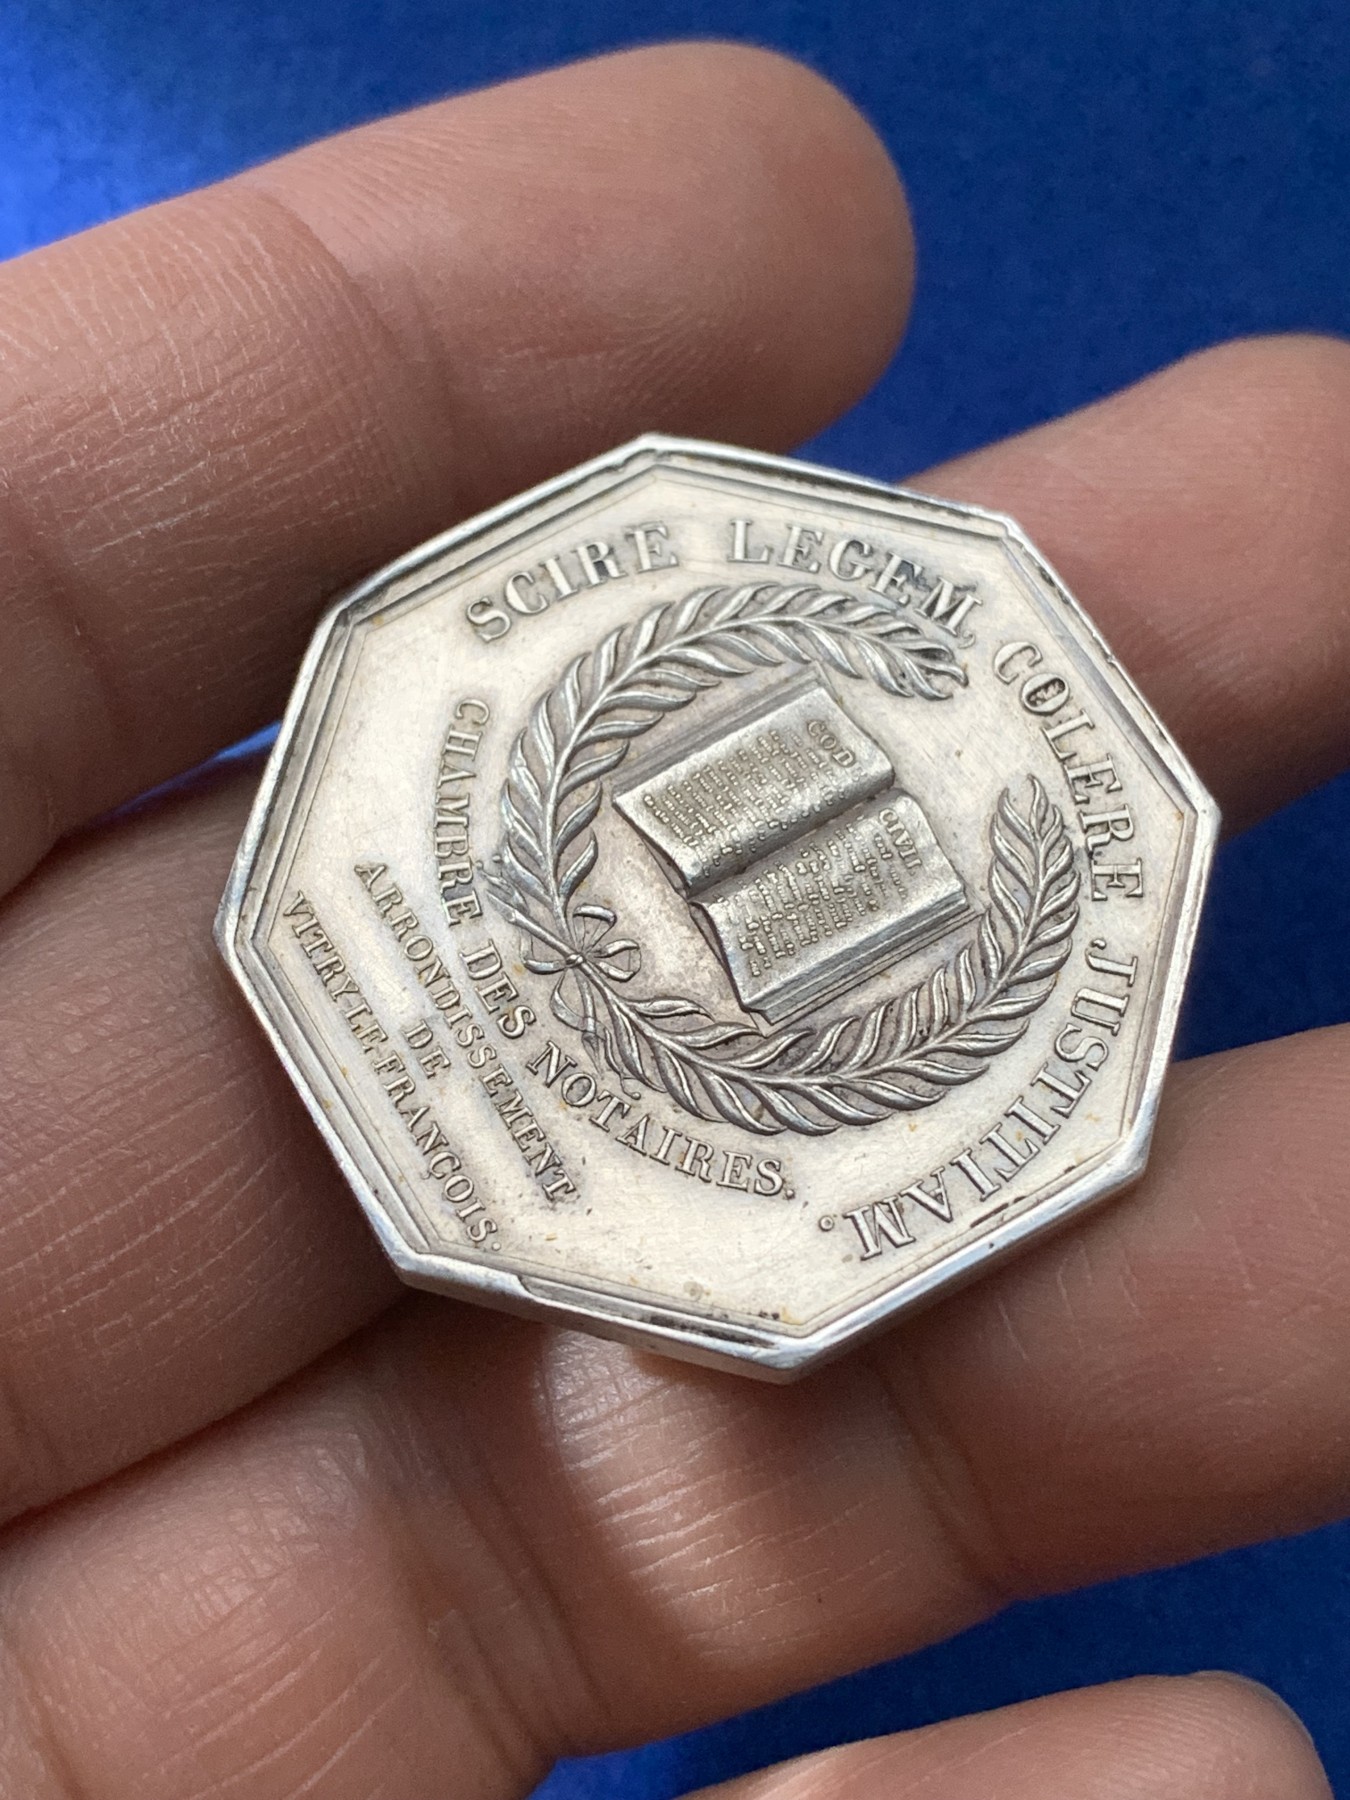 SCIRE LEGEM, COLERE JUSTITIAM.
COD
CIVIL
CHAMBRE DES NOTAIRES.
ARRONDISSEMENT
DE
VITRY-LE-FRANÇOIS.